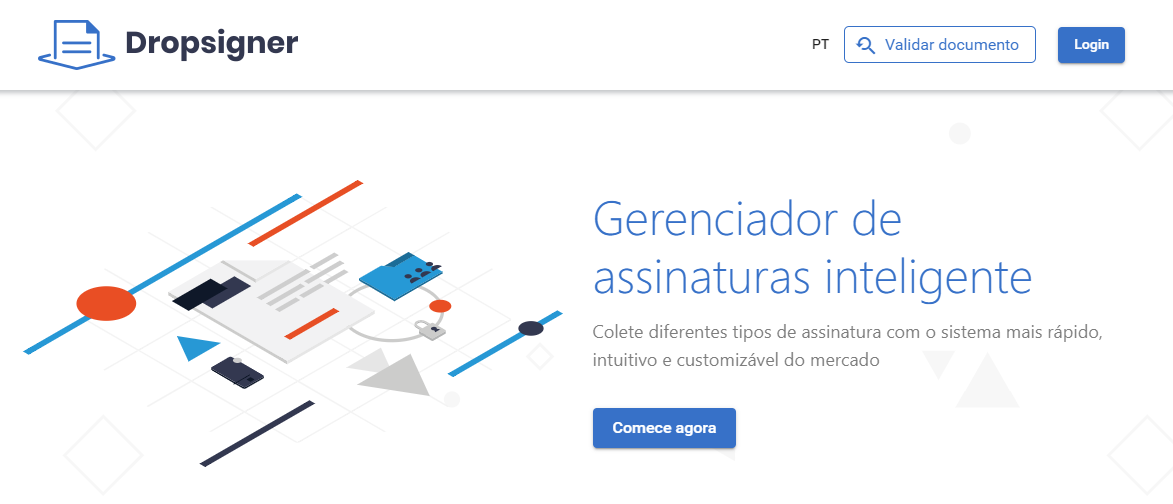 Dropsigner
PT
Validar documento
Login
Gerenciador de
assinaturas inteligente
Colete diferentes tipos de assinatura com o sistema mais rápido,
intuitivo e customizável do mercado
Comece agora